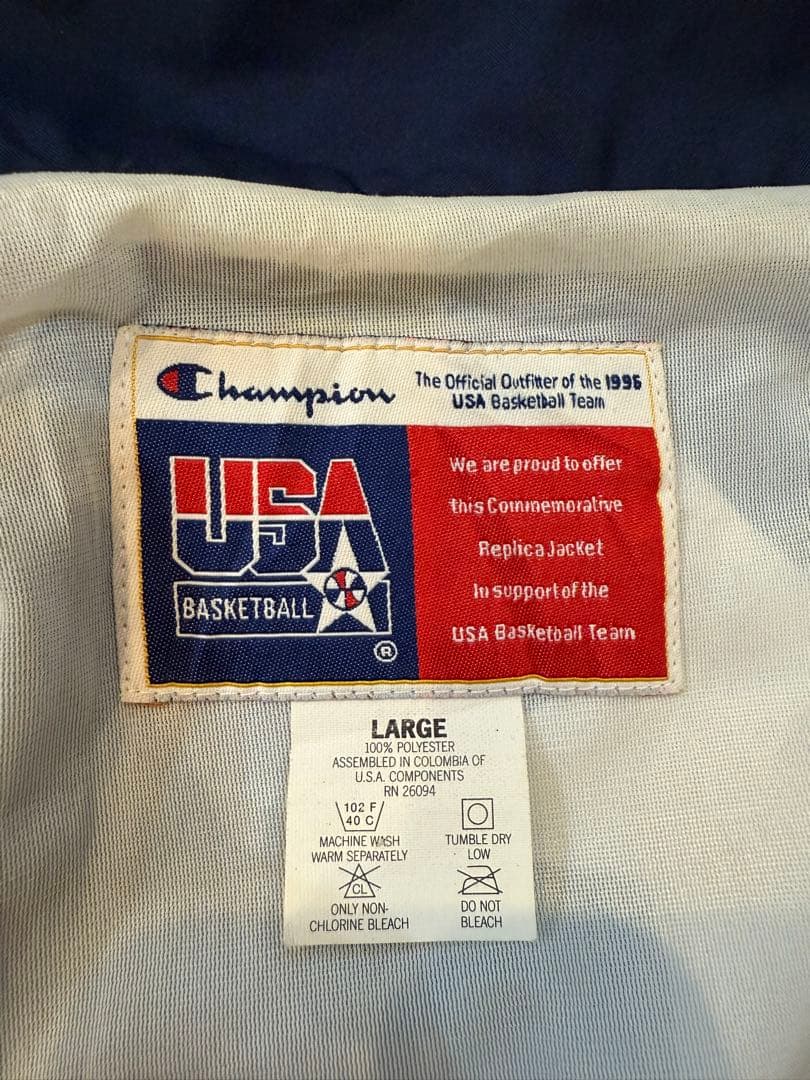 Champion
The Official Outfitter of the 1996
USA Basketball Team
USA
BASKETBALL
®
We are proud to offer
this Commemorative
Replica Jacket
In support of the
USA Basketball Team
LARGE
100% POLYESTER
ASSEMBLED IN COLOMBIA OF
U.S.A. COMPONENTS
RN 26094
102 F
40 C
MACHINE WASH
WARM SEPARATELY
TUMBLE DRY
LOW
CL
ONLY NON-
CHLORINE BLEACH
DO NOT
BLEACH